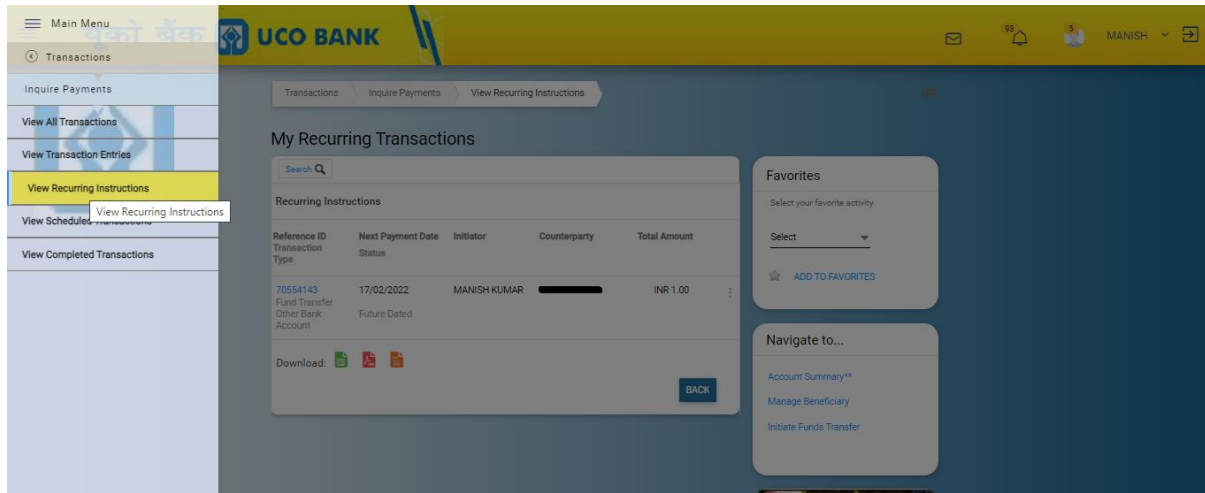 Main Menu
यूको बैंक UCO BANK
93
5
MANISH
Transactions
Inquire Payments
View All Transactions
View Transaction Entries
View Recurring Instructions
View Recurring Instructions
View Scheduled Transactions
View Completed Transactions
Transactions Inquire Payments View Recurring Instructions
My Recurring Transactions
Search
Recurring Instructions
Reference ID Next Payment Date Initiator Counterparty Total Amount
Transaction Status
Type
70554143 17/02/2022 MANISH KUMAR INR 1.00
Fund Transfer
Other Bank Future Dated
Account
Download:
BACK
Favorites
Select your favorite activity
Select
ADD TO FAVORITES
Navigate to...
Account Summary**
Manage Beneficiary
Initiate Funds Transfer